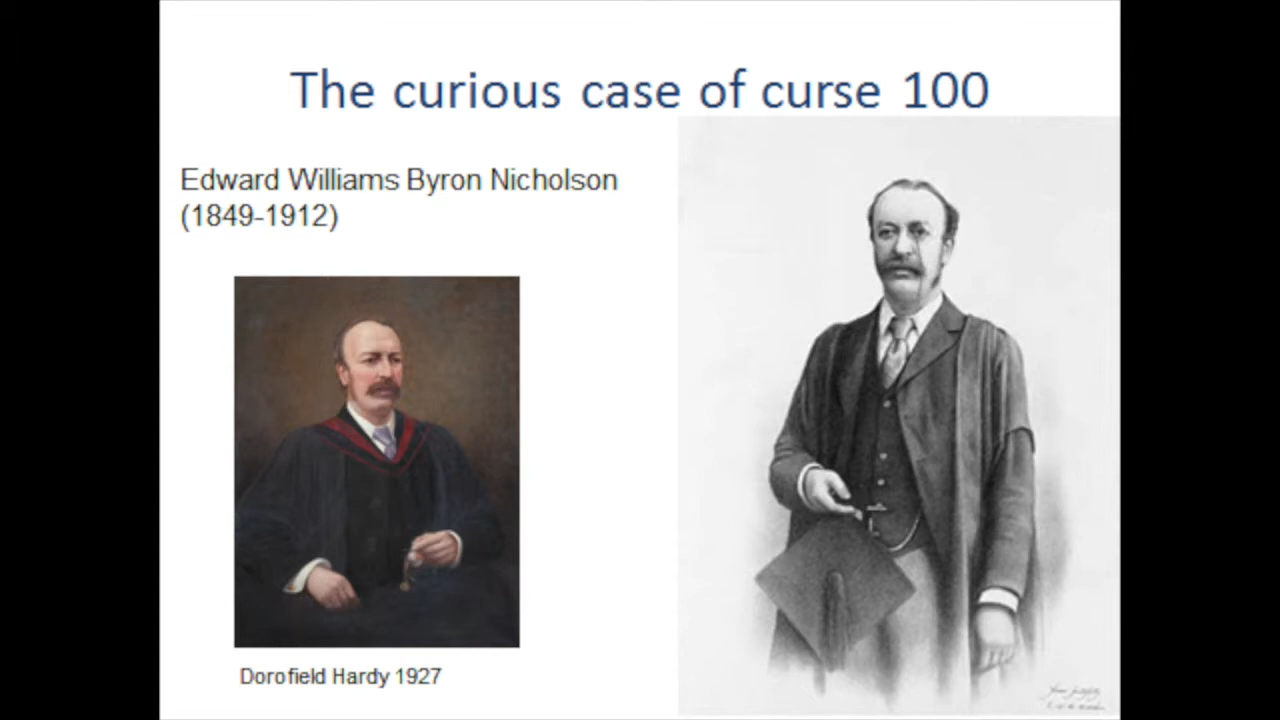 The curious case of curse 100
Edward Williams Byron Nicholson
(1849-1912)
Dorofield Hardy 1927